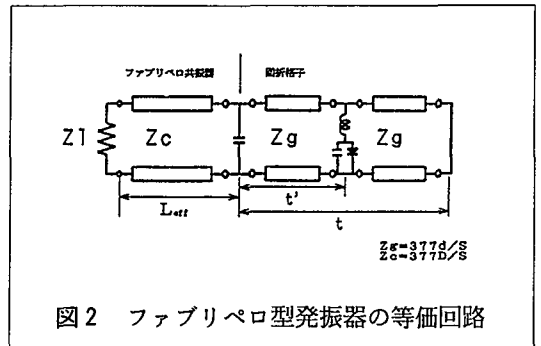 ファブリペロ共振器
回折格子
Zl
Zc
Zg
Zg
Leff
t'
t
Zg=377d/S
Zc=377D/S
図2 ファブリペロ型発振器の等価回路